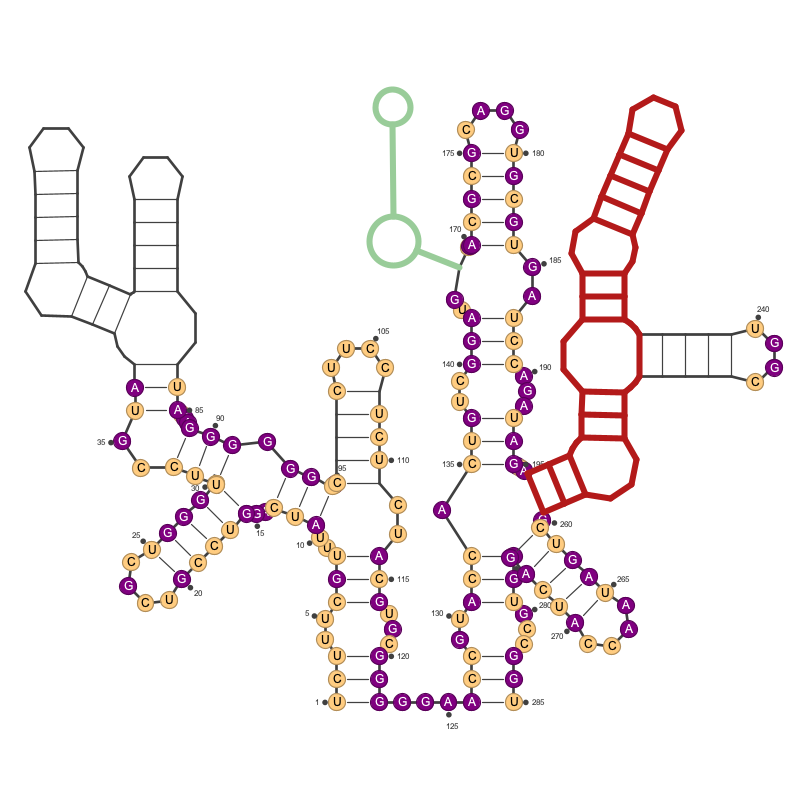 A G
C G
175 G U 180
C G
G C
C G
170
A U
G 185
G A
240
U
U A U
105
G C
U C G
U C C
140 G C G
A 190
C C C
A U C G
U A A
85
U U A
90
G G U
35 G G G U A
C C G 110 U 135 C G 195
A
U U G C 95
30
G C
A
G G G C U A 260
15
25
G U C U
10
U C U
C U A C G
G C G A 265
G G C 115 A
20
C U C A G U C U A
5 U U 130 U G 280
U G G C A 270 A
C 120 C C C
U G C G
C G C G
1 U G G G A A U 285
125